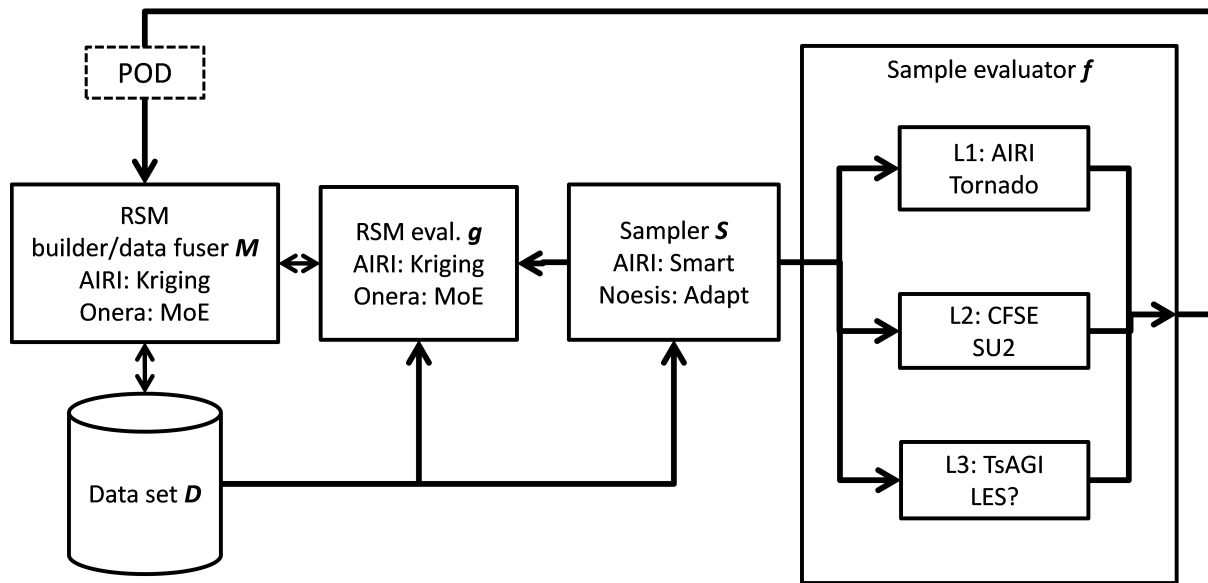 POD
RSM
builder/data fuser M
AIRI: Kriging
Onera: MoE
RSM eval. g
AIRI: Kriging
Onera: MoE
Sampler S
AIRI: Smart
Noesis: Adapt
Sample evaluator f
L1: AIRI
Tornado
L2: CFSE
SU2
L3: TsAGI
LES?
Data set D